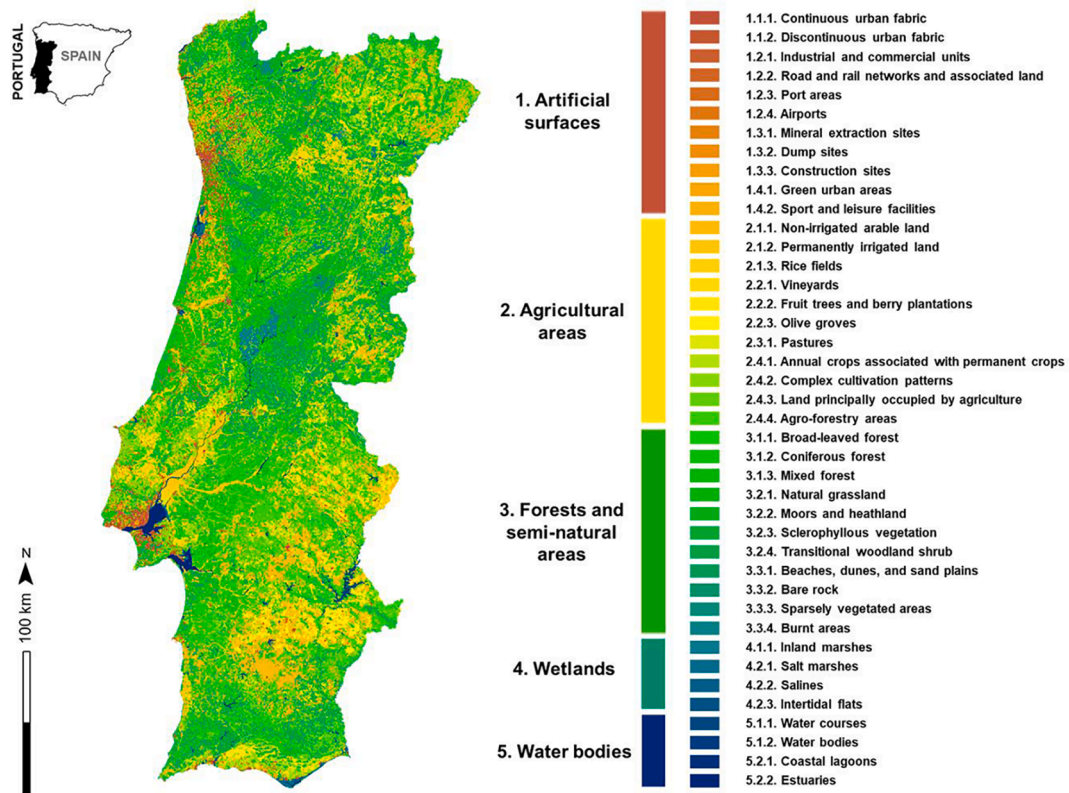 PORTUGAL
SPAIN
N
100 km
1. Artificial
surfaces
2. Agricultural
areas
3. Forests and
semi-natural
areas
4. Wetlands
5. Water bodies
1.1.1. Continuous urban fabric
1.1.2. Discontinuous urban fabric
1.2.1. Industrial and commercial units
1.2.2. Road and rail networks and associated land
1.2.3. Port areas
1.2.4. Airports
1.3.1. Mineral extraction sites
1.3.2. Dump sites
1.3.3. Construction sites
1.4.1. Green urban areas
1.4.2. Sport and leisure facilities
2.1.1. Non-irrigated arable land
2.1.2. Permanently irrigated land
2.1.3. Rice fields
2.2.1. Vineyards
2.2.2. Fruit trees and berry plantations
2.2.3. Olive groves
2.3.1. Pastures
2.4.1. Annual crops associated with permanent crops
2.4.2. Complex cultivation patterns
2.4.3. Land principally occupied by agriculture
2.4.4. Agro-forestry areas
3.1.1. Broad-leaved forest
3.1.2. Coniferous forest
3.1.3. Mixed forest
3.2.1. Natural grassland
3.2.2. Moors and heathland
3.2.3. Sclerophyllous vegetation
3.2.4. Transitional woodland shrub
3.3.1. Beaches, dunes, and sand plains
3.3.2. Bare rock
3.3.3. Sparsely vegetated areas
3.3.4. Burnt areas
4.1.1. Inland marshes
4.2.1. Salt marshes
4.2.2. Salines
4.2.3. Intertidal flats
5.1.1. Water courses
5.1.2. Water bodies
5.2.1. Coastal lagoons
5.2.2. Estuaries